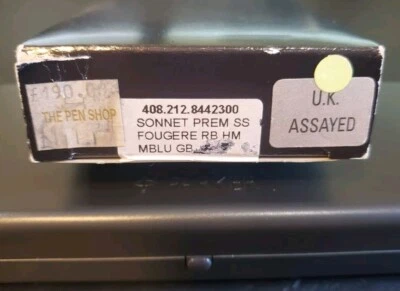 £190.00
THE PEN SHOP
408.212.8442300
SONNET PREM SS
FOUGERE RB HM
MBLU GB
U.K.
ASSAYED